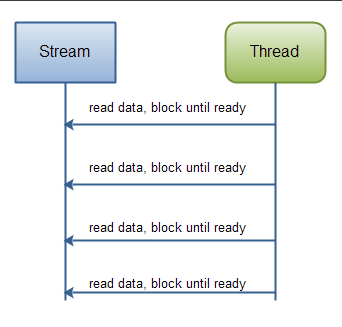 Stream
Thread
read data, block until ready
read data, block until ready
read data, block until ready
read data, block until ready